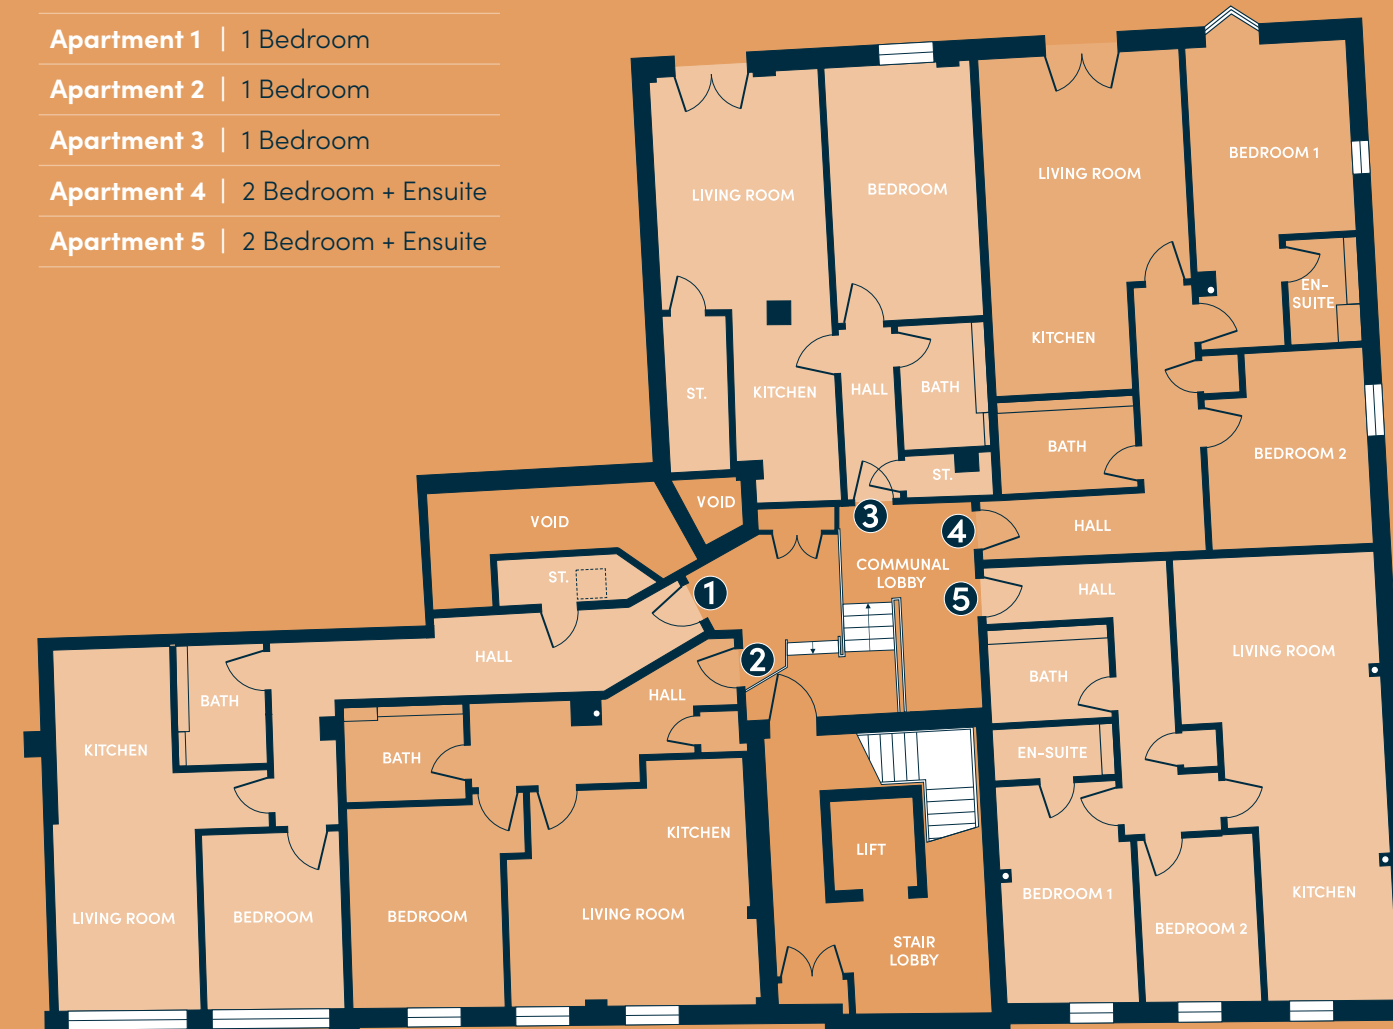 Apartment 1 | 1 Bedroom
Apartment 2 | 1 Bedroom
Apartment 3 | 1 Bedroom
Apartment 4 | 2 Bedroom + Ensuite
Apartment 5 | 2 Bedroom + Ensuite
LIVING ROOM
BEDROOM
LIVING ROOM
BEDROOM 1
EN-
SUITE
KITCHEN
ST.
KITCHEN
HALL
BATH
BATH
BEDROOM 2
ST.
VOID
VOID
3
4
HALL
COMMUNAL
LOBBY
ST.
1
5
HALL
HALL
2
HALL
BATH
LIVING ROOM
BATH
KITCHEN
BATH
EN-SUITE
KITCHEN
LIFT
LIVING ROOM
BEDROOM
BEDROOM
LIVING ROOM
BEDROOM 1
KITCHEN
BEDROOM 2
STAIR
LOBBY